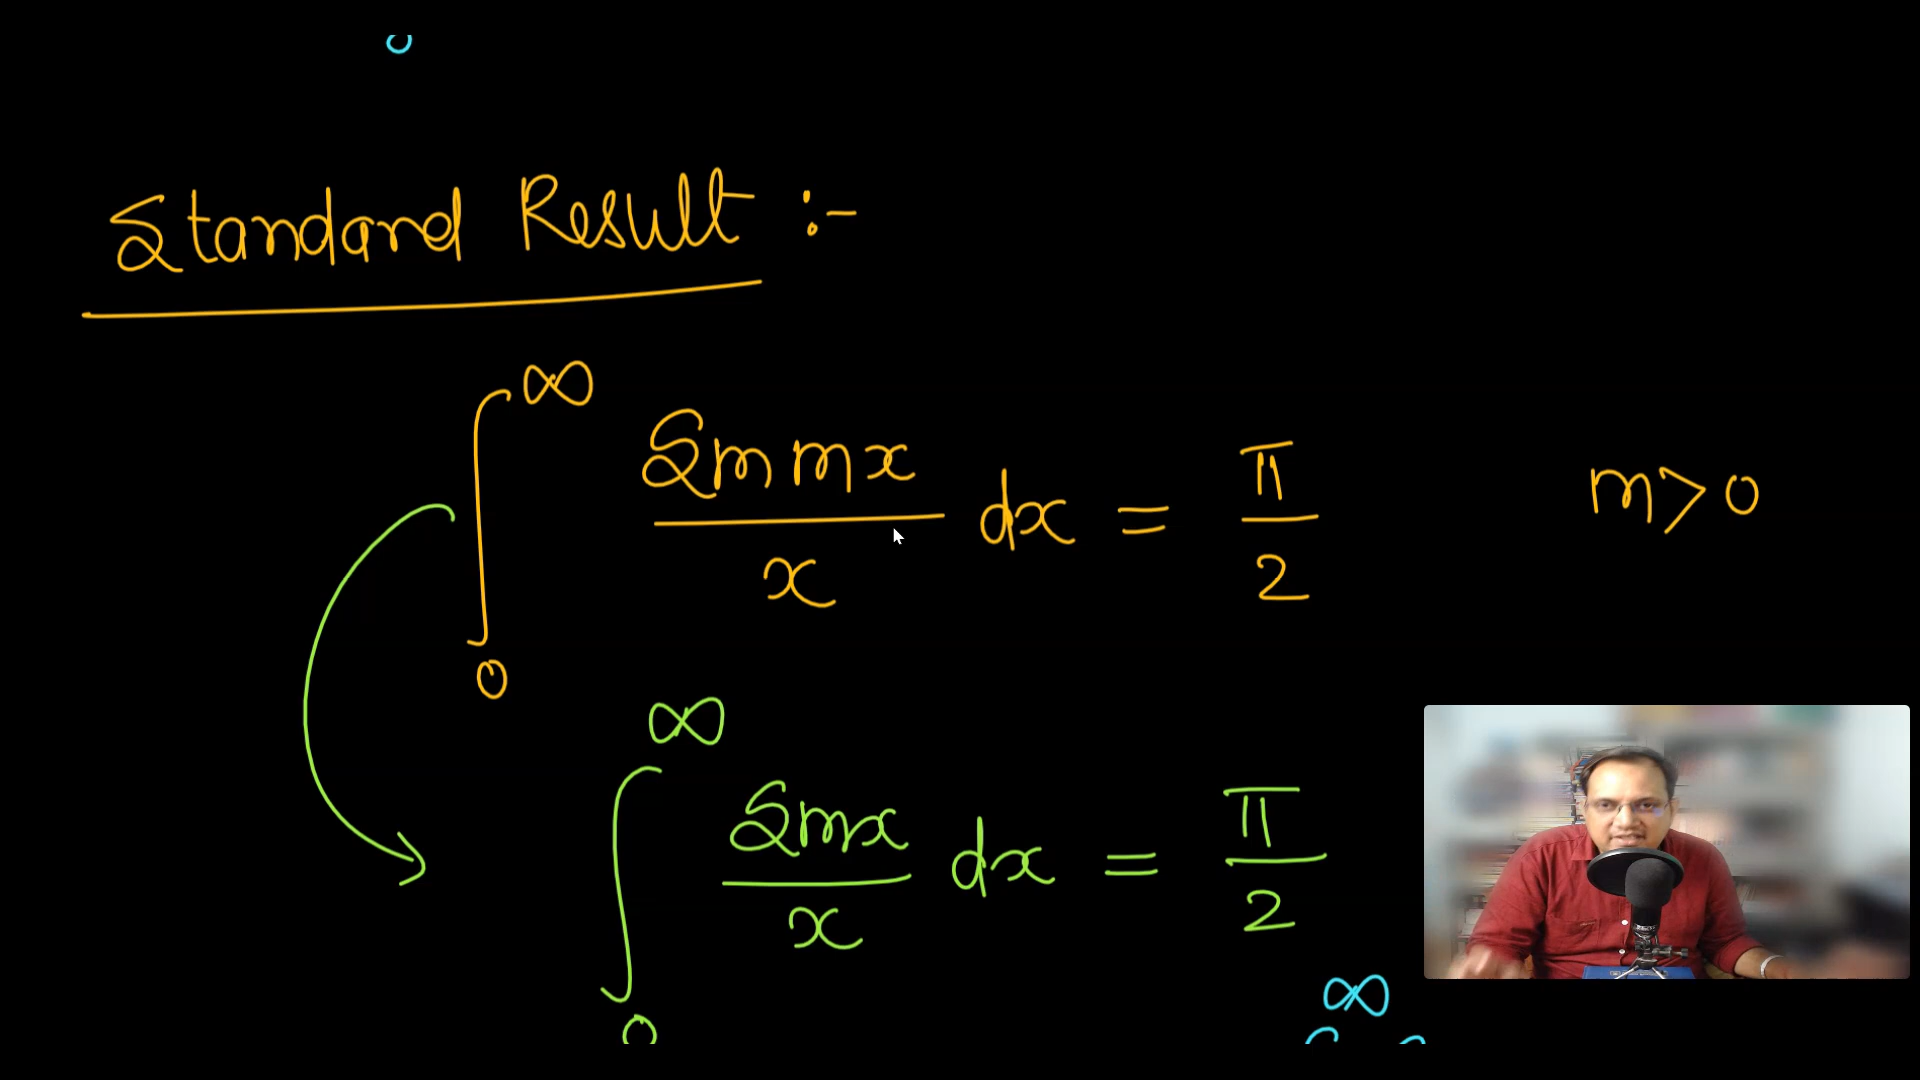 Standard Result :-
∫₀^∞ Sin mx / x dx = π/2 m>0
∫₀^∞ Sin x / x dx = π/2
∞